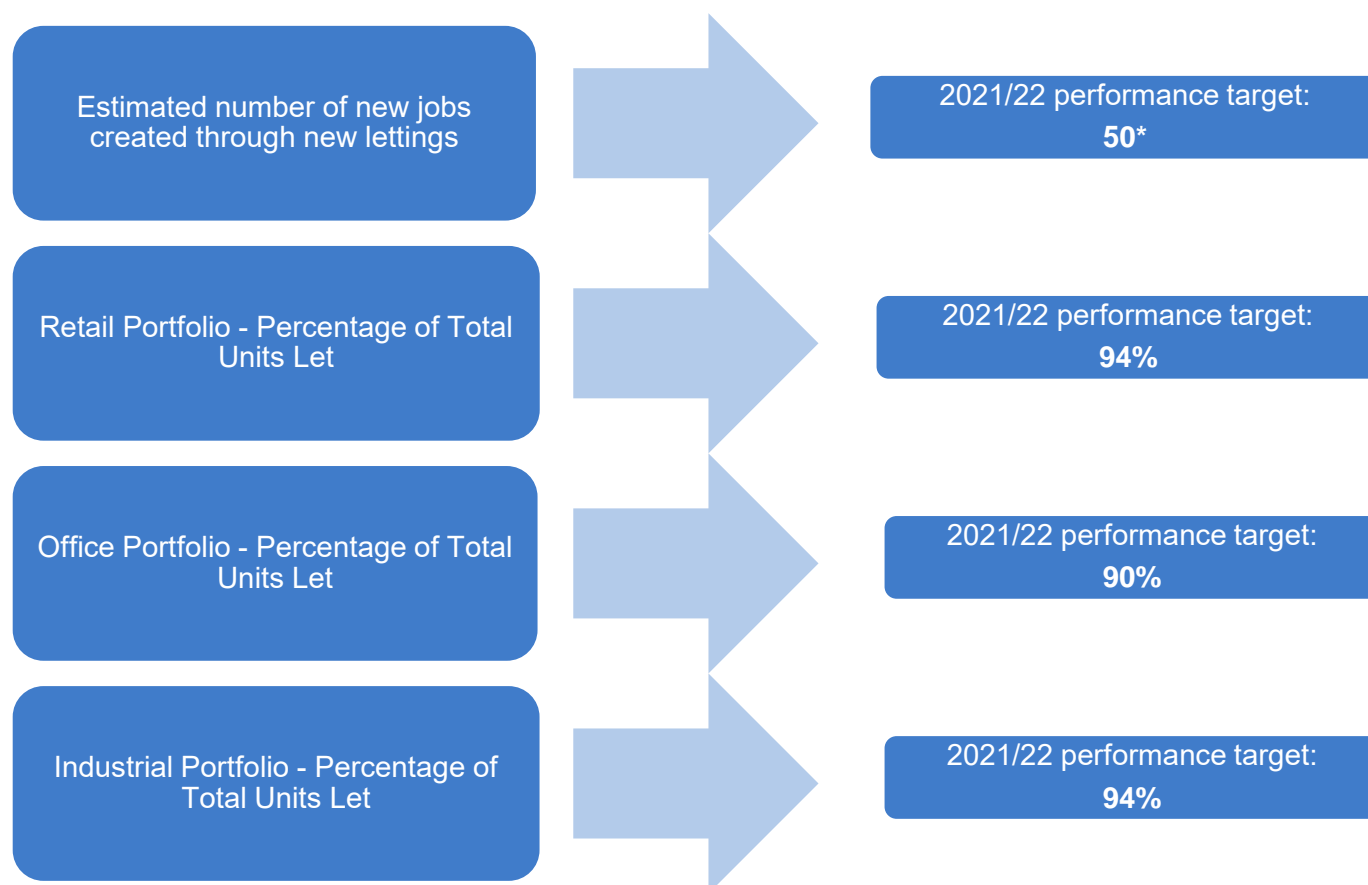 Estimated number of new jobs
created through new lettings
2021/22 performance target:
50*
Retail Portfolio - Percentage of Total
Units Let
2021/22 performance target:
94%
Office Portfolio - Percentage of Total
Units Let
2021/22 performance target:
90%
Industrial Portfolio - Percentage of
Total Units Let
2021/22 performance target:
94%